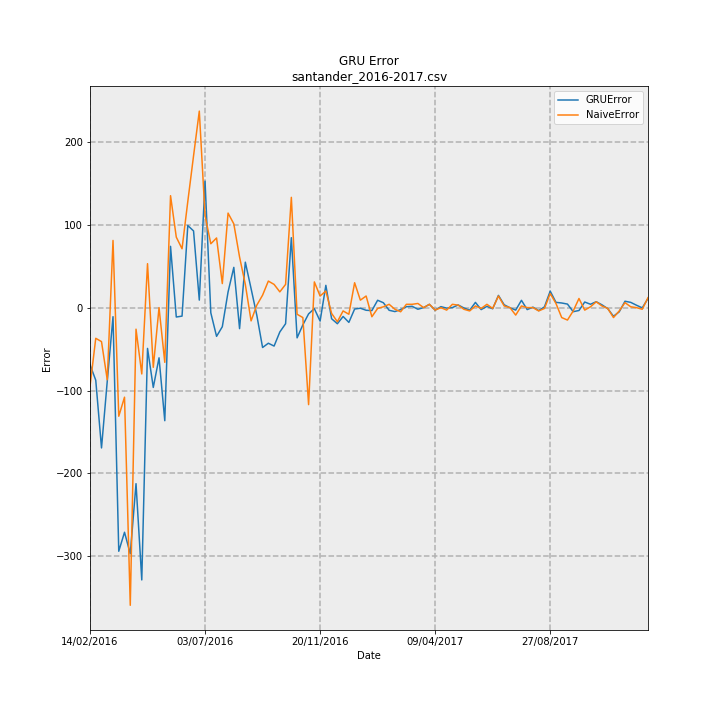 GRU Error
santander_2016-2017.csv
GRUError
NaiveError
200
100
0
−100
−200
−300
Error
14/02/2016
03/07/2016
20/11/2016
09/04/2017
27/08/2017
Date